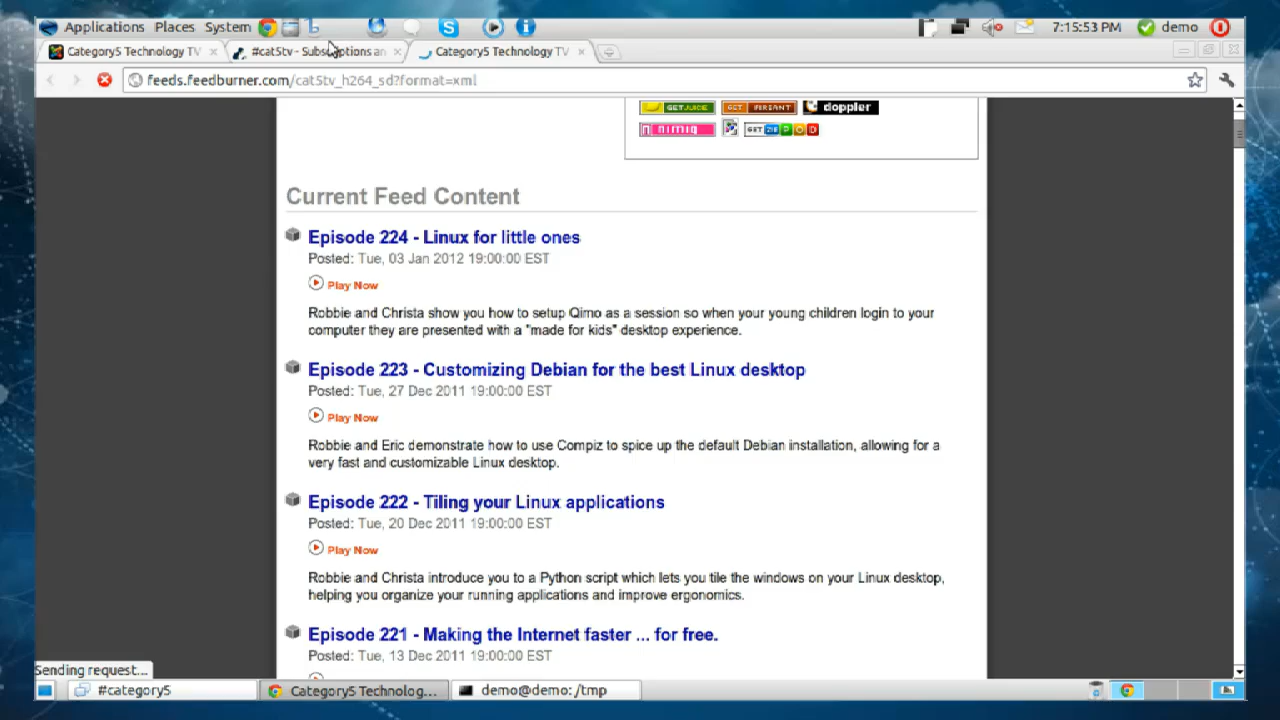 Applications Places System 7:15:53 PM demo
Category5 Technology TV #cat5tv - Subscriptions an Category5 Technology TV
feeds.feedburner.com/cat5tv_h264_sd?format=xml
GET JUICE GET FIREANT doppler
nimiq GET ZIE POD
Current Feed Content
Episode 224 - Linux for little ones
Posted: Tue, 03 Jan 2012 19:00:00 EST
Play Now
Robbie and Christa show you how to setup Qimo as a session so when your young children login to your
computer they are presented with a "made for kids" desktop experience.
Episode 223 - Customizing Debian for the best Linux desktop
Posted: Tue, 27 Dec 2011 19:00:00 EST
Play Now
Robbie and Eric demonstrate how to use Compiz to spice up the default Debian installation, allowing for a
very fast and customizable Linux desktop.
Episode 222 - Tiling your Linux applications
Posted: Tue, 20 Dec 2011 19:00:00 EST
Play Now
Robbie and Christa introduce you to a Python script which lets you tile the windows on your Linux desktop,
helping you organize your running applications and improve ergonomics.
Episode 221 - Making the Internet faster ... for free.
Posted: Tue, 13 Dec 2011 19:00:00 EST
Sending request...
#category5 Category5 Technolog... demo@demo: /tmp